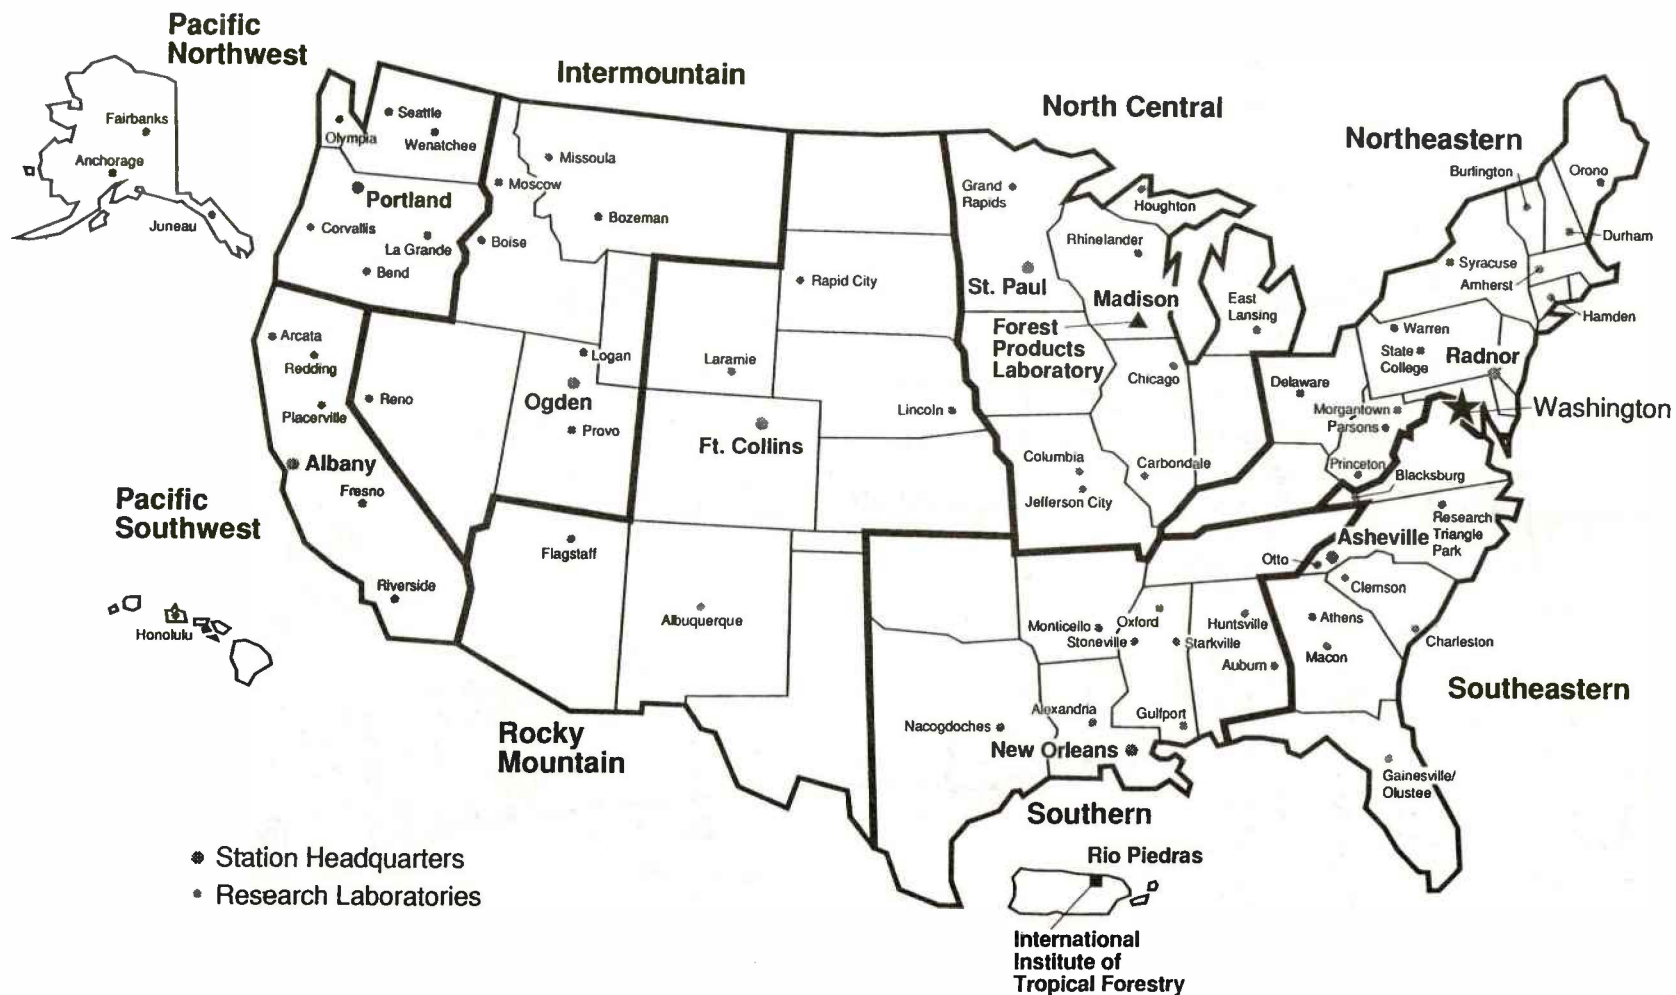 Pacific
Northwest
Intermountain
North Central
Northeastern
Fairbanks
Anchorage
Juneau
Seattle
Olympia
Wenatchee
Portland
Corvallis
La Grande
Bend
Missoula
Moscow
Bozeman
Boise
Grand
Rapids
Houghton
Rhinelander
St. Paul
Madison
Forest
Products
Laboratory
East
Lansing
Chicago
Burlington
Orono
Durham
Syracuse
Amherst
Hamden
Warren
State
College
Radnor
Delaware
Morgantown
Parsons
Washington
Princeton
Blacksburg
Rapid City
Laramie
Lincoln
Ft. Collins
Logan
Ogden
Provo
Reno
Arcata
Redding
Placerville
Albany
Fresno
Pacific
Southwest
Riverside
Honolulu
Flagstaff
Albuquerque
Rocky
Mountain
Columbia
Jefferson City
Carbondale
Research
Triangle
Park
Asheville
Otto
Clemson
Athens
Macon
Charleston
Southeastern
Gainesville/
Olustee
Monticello
Oxford
Stoneville
Starkville
Huntsville
Auburn
Nacogdoches
Alexandria
Gulfport
New Orleans
Southern
Rio Piedras
International
Institute of
Tropical Forestry
Station Headquarters
Research Laboratories